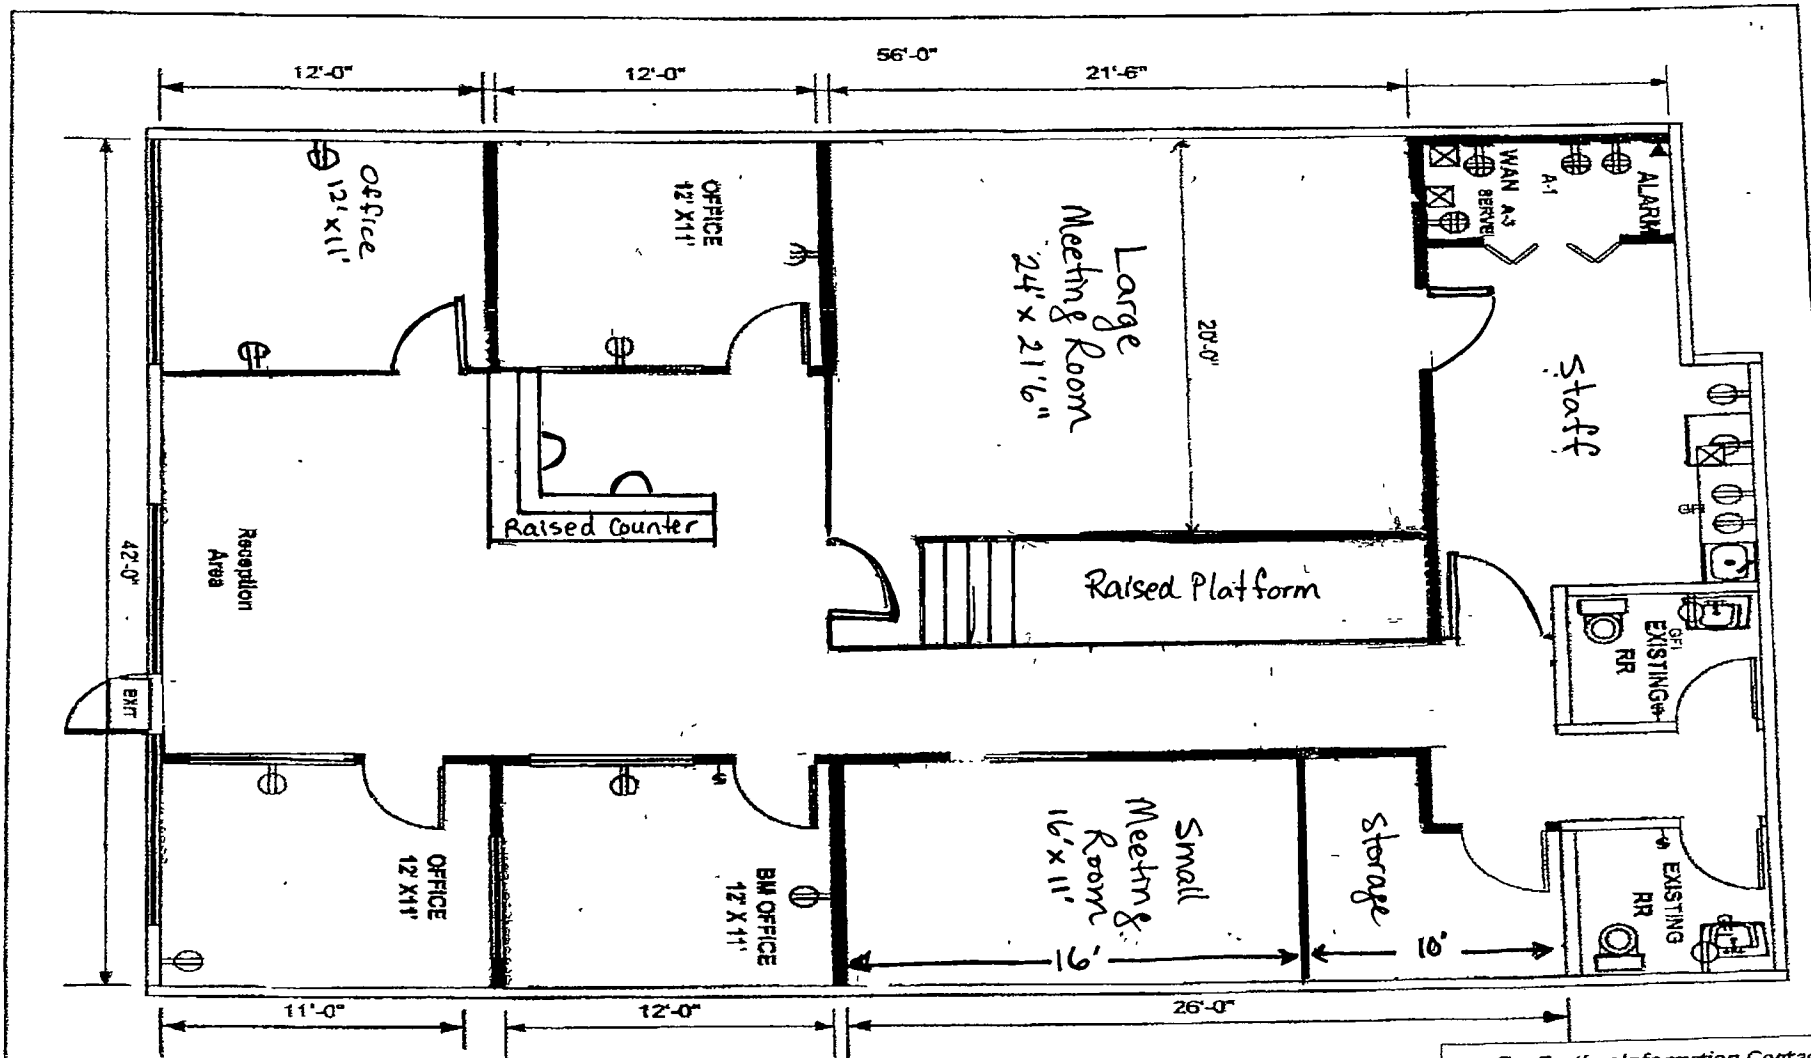 56'-0"
12'-0"
12'-0"
21'-6"
Office
12' x 11'
OFFICE
12' X 11'
Large
Meeting Room
24' x 21'6"
20'-0"
WAN A-3
A-1
ALARM
Staff
GFI
Raised Counter
Reception
Area
42'-0"
EXIT
Raised Platform
GFI
EXISTING
RR
OFFICE
12' X 11'
BM OFFICE
12' X 11'
Small
Meeting
Room
16' x 11'
Storage
EXISTING
RR
16'
10'
11'-0"
12'-0"
26'-0"